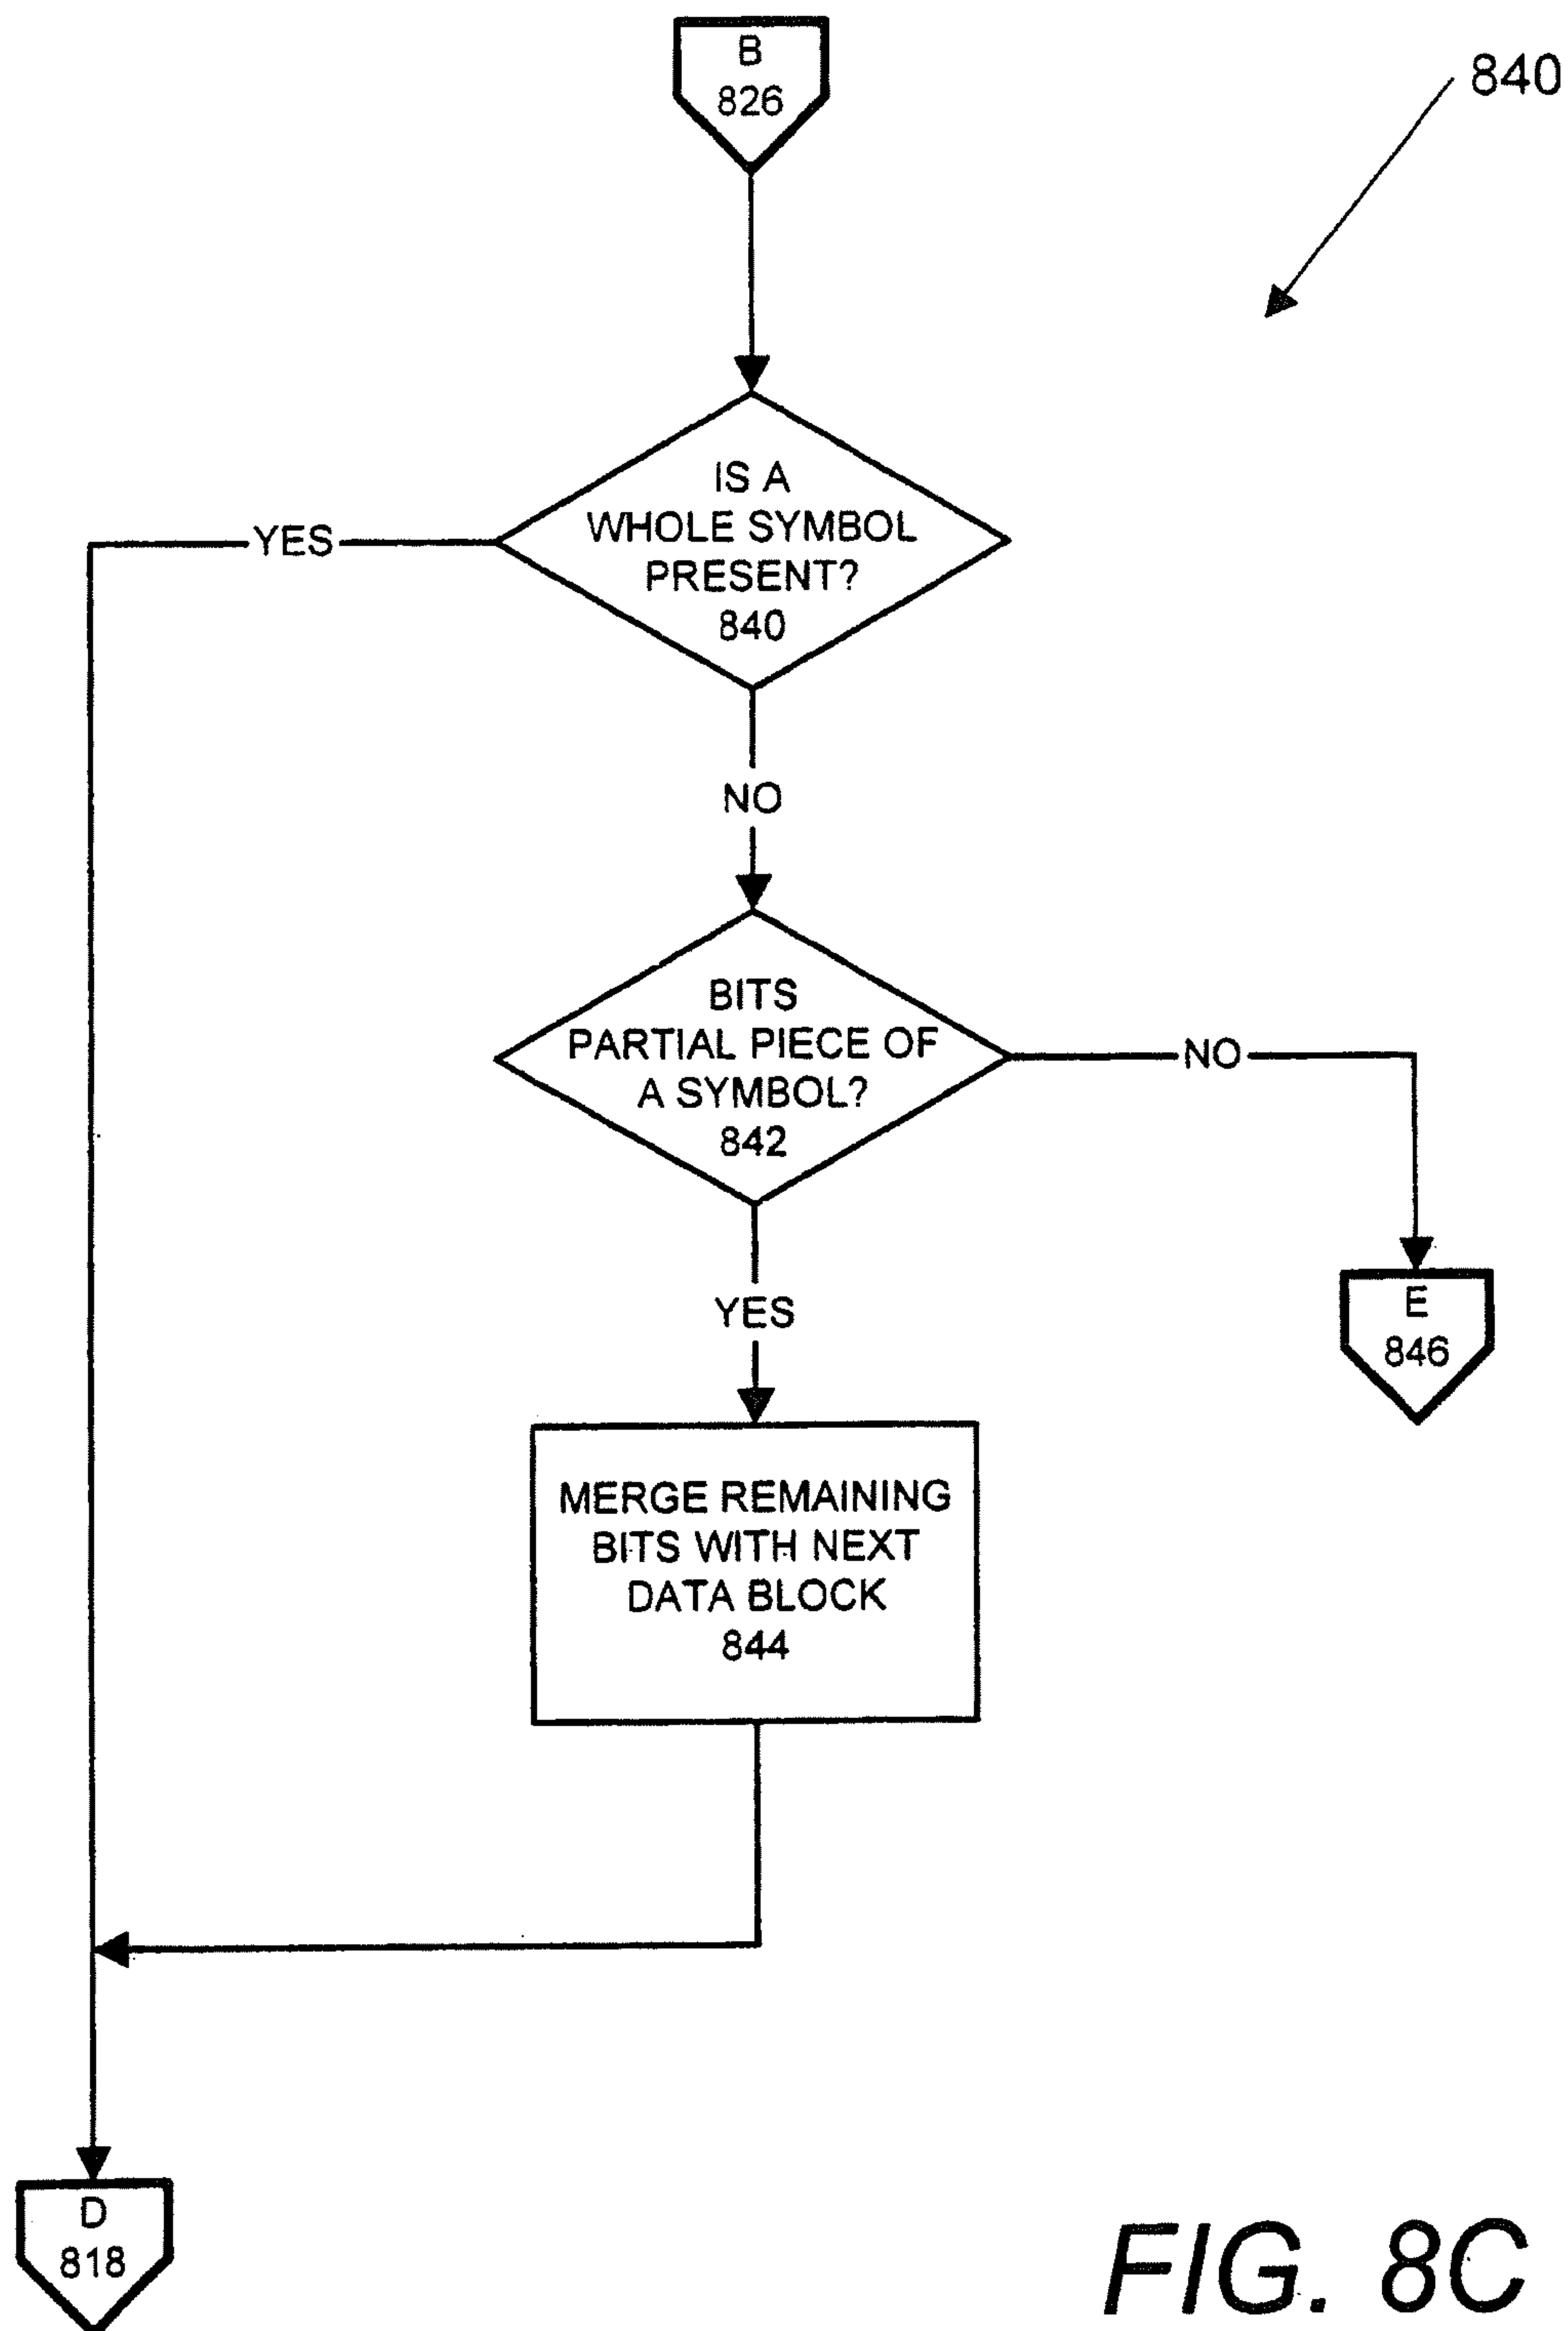 B
826
840
IS A
WHOLE SYMBOL
PRESENT?
840
YES
NO
BITS
PARTIAL PIECE OF
A SYMBOL?
842
NO
YES
E
846
MERGE REMAINING
BITS WITH NEXT
DATA BLOCK
844
D
818
FIG. 8C